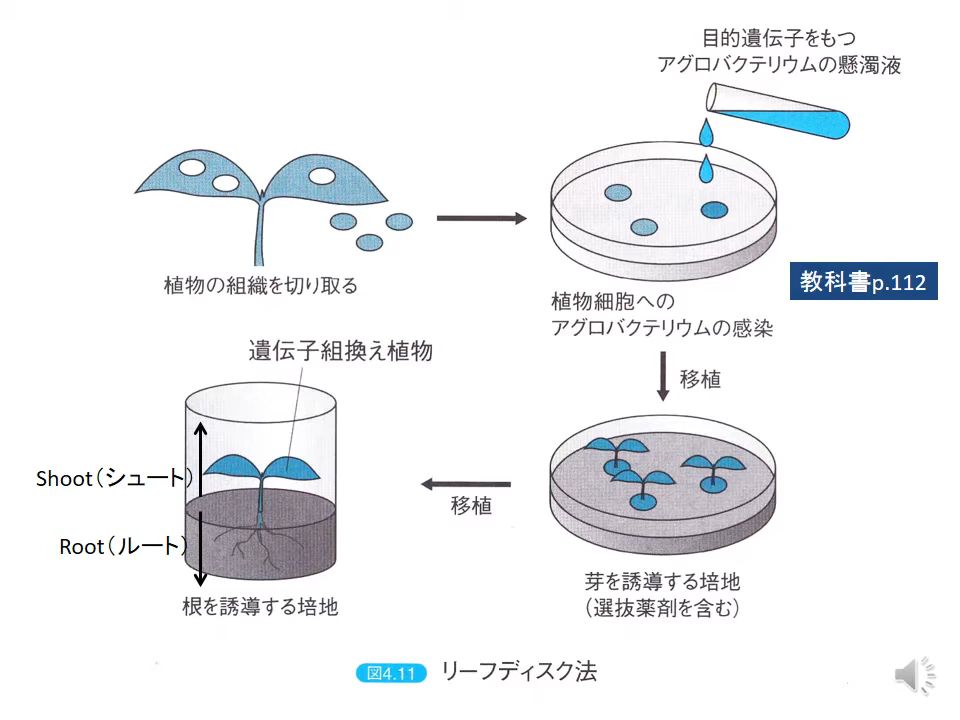 目的遺伝子をもつ
アグロバクテリウムの懸濁液
植物の組織を切り取る
教科書p.112
植物細胞への
アグロバクテリウムの感染
遺伝子組換え植物
移植
Shoot(シュート)
移植
Root(ルート)
芽を誘導する培地
(選抜薬剤を含む)
根を誘導する培地
図4.11 リーフディスク法